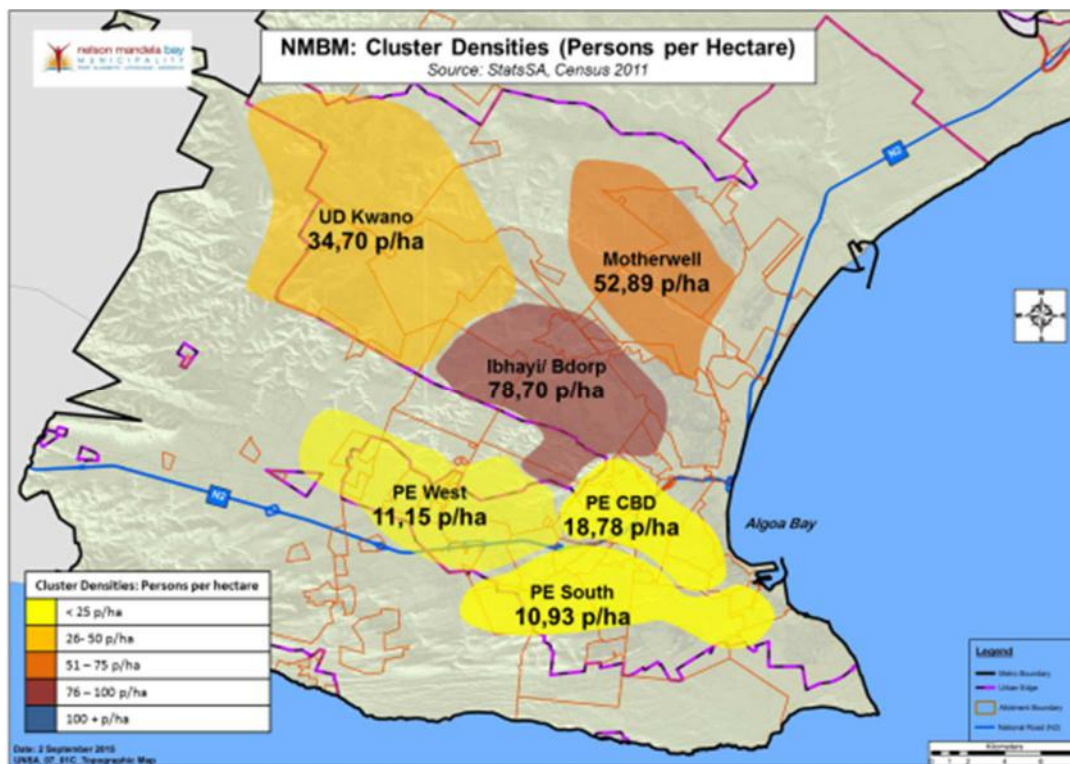 nelson mandela bay
MUNICIPALITY
NMBM: Cluster Densities (Persons per Hectare)
Source: StatsSA, Census 2011
N2
UD Kwano
34,70 p/ha
Motherwell
52,89 p/ha
Ibhayi/ Bdorp
78,70 p/ha
PE West
11,15 p/ha
PE CBD
18,78 p/ha
N2
Algoa Bay
PE South
10,93 p/ha
Cluster Densities: Persons per hectare
< 25 p/ha
26- 50 p/ha
51 – 75 p/ha
76 – 100 p/ha
100 + p/ha
Legend
Metro Boundary
Urban Edge
Allotment Boundary
National Road (N2)
Kilometers
Date: 2 September 2015
Topographic Map